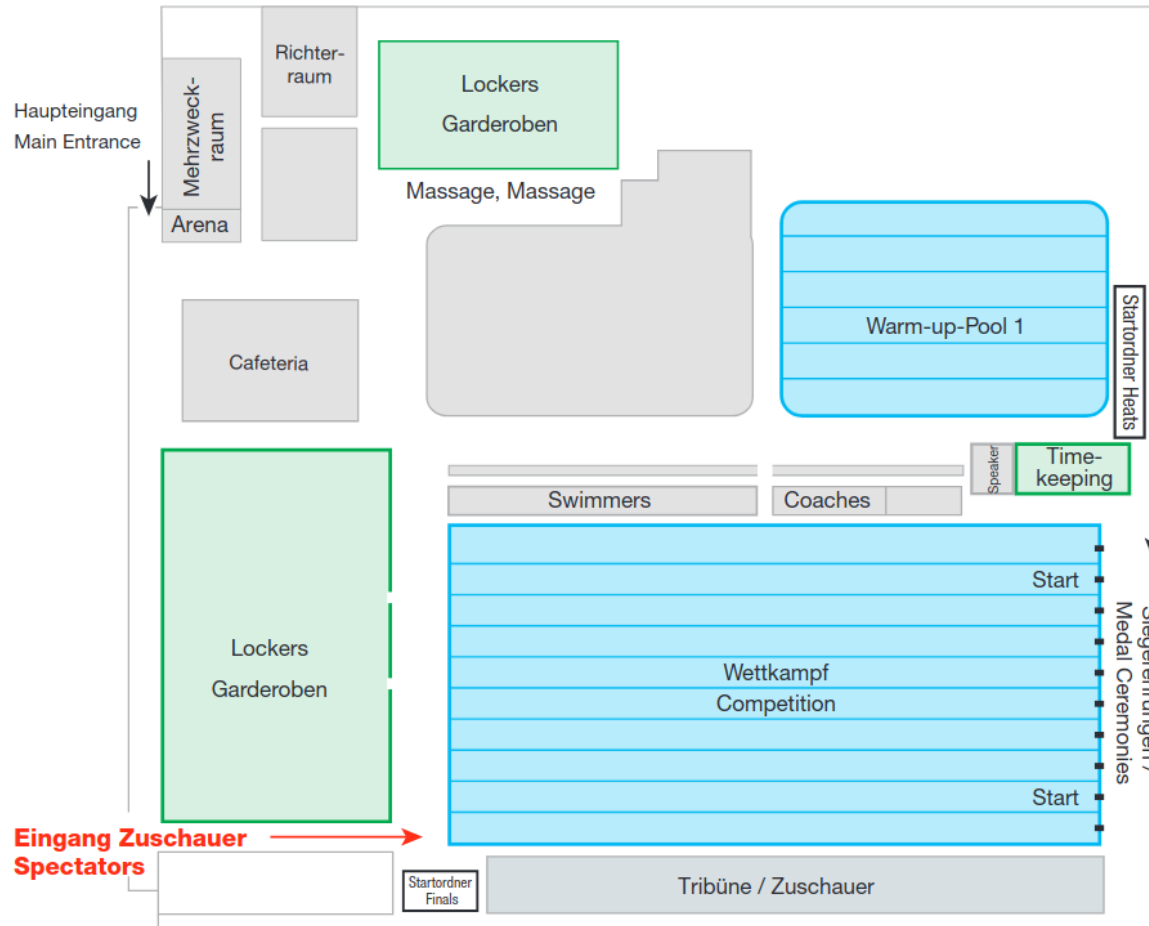 Richter-
raum
Lockers
Garderoben
Haupteingang
Main Entrance
Mehrzweck-
raum
Massage, Massage
Arena
Warm-up-Pool 1
Startordner Heats
Cafeteria
Speaker
Time-
keeping
Swimmers
Coaches
Start
Siegerehrungen /
Medal Ceremonies
Lockers
Garderoben
Wettkampf
Competition
Start
Eingang Zuschauer
Spectators
Startordner
Finals
Tribüne / Zuschauer